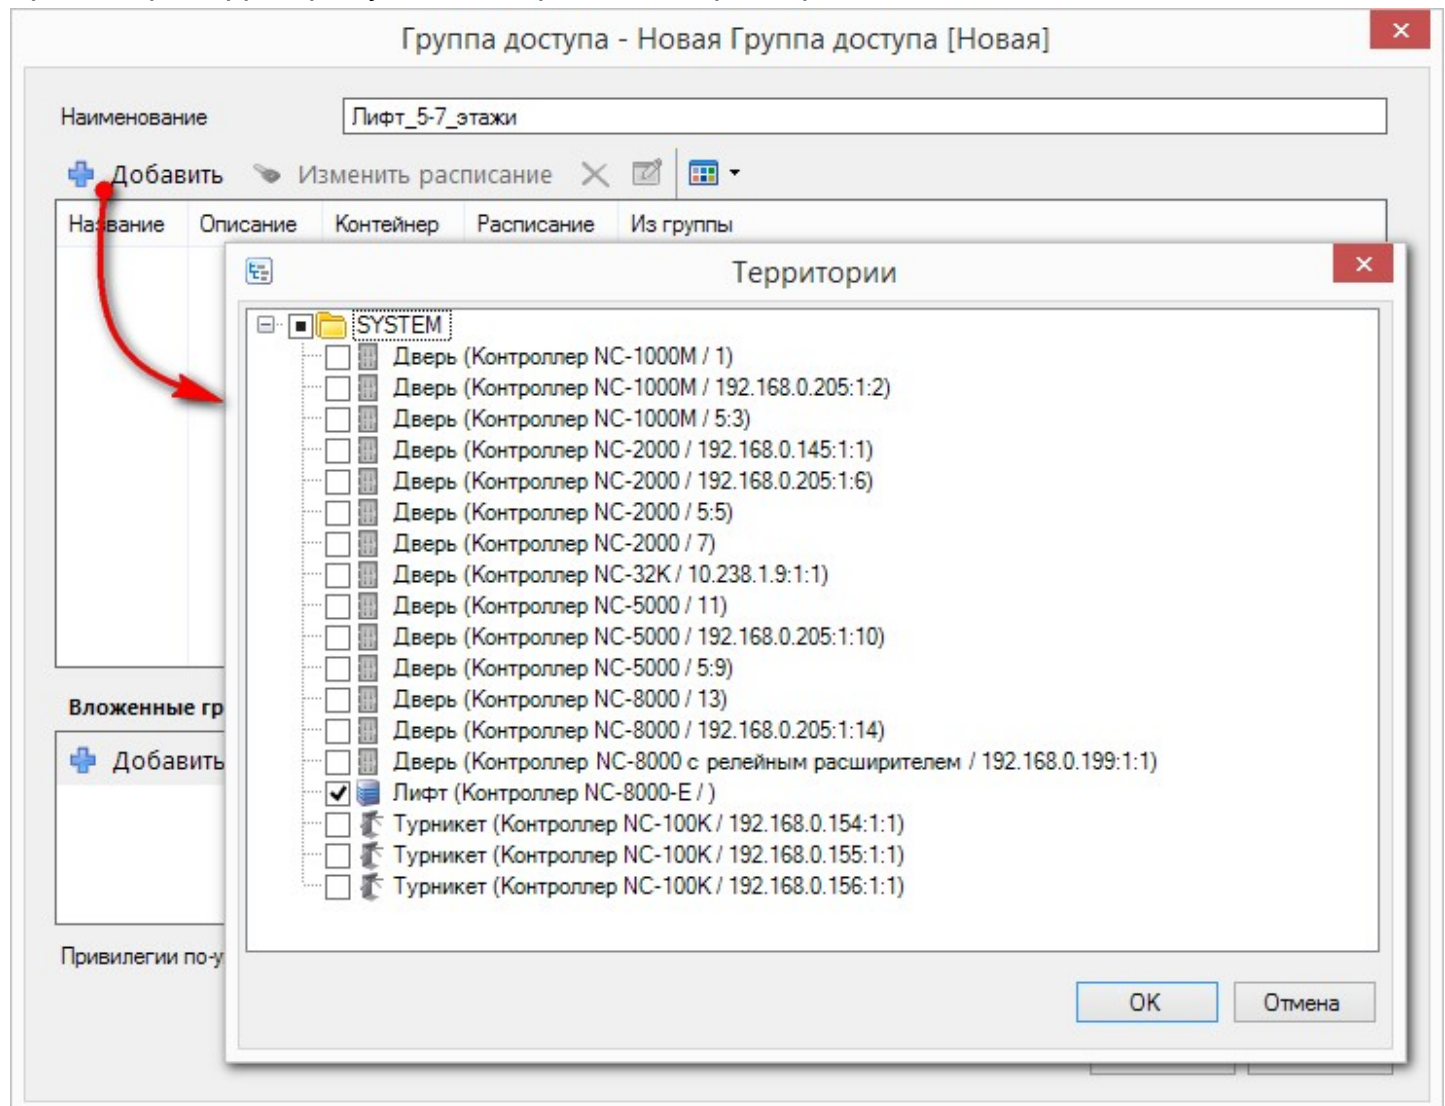 Группа доступа - Новая Группа доступа [Новая]
Наименование
Лифт_5-7_этажи
Добавить Изменить расписание
Название Описание Контейнер Расписание Из группы
Территории
SYSTEM
Дверь (Контроллер NC-1000M / 1)
Дверь (Контроллер NC-1000M / 192.168.0.205:1:2)
Дверь (Контроллер NC-1000M / 5:3)
Дверь (Контроллер NC-2000 / 192.168.0.145:1:1)
Дверь (Контроллер NC-2000 / 192.168.0.205:1:6)
Дверь (Контроллер NC-2000 / 5:5)
Дверь (Контроллер NC-2000 / 7)
Дверь (Контроллер NC-32K / 10.238.1.9:1:1)
Дверь (Контроллер NC-5000 / 11)
Дверь (Контроллер NC-5000 / 192.168.0.205:1:10)
Дверь (Контроллер NC-5000 / 5:9)
Дверь (Контроллер NC-8000 / 13)
Дверь (Контроллер NC-8000 / 192.168.0.205:1:14)
Дверь (Контроллер NC-8000 с релейным расширителем / 192.168.0.199:1:1)
Лифт (Контроллер NC-8000-E / )
Турникет (Контроллер NC-100K / 192.168.0.154:1:1)
Турникет (Контроллер NC-100K / 192.168.0.155:1:1)
Турникет (Контроллер NC-100K / 192.168.0.156:1:1)
OK Отмена
Вложенные гр
Добавить
Привилегии по-у